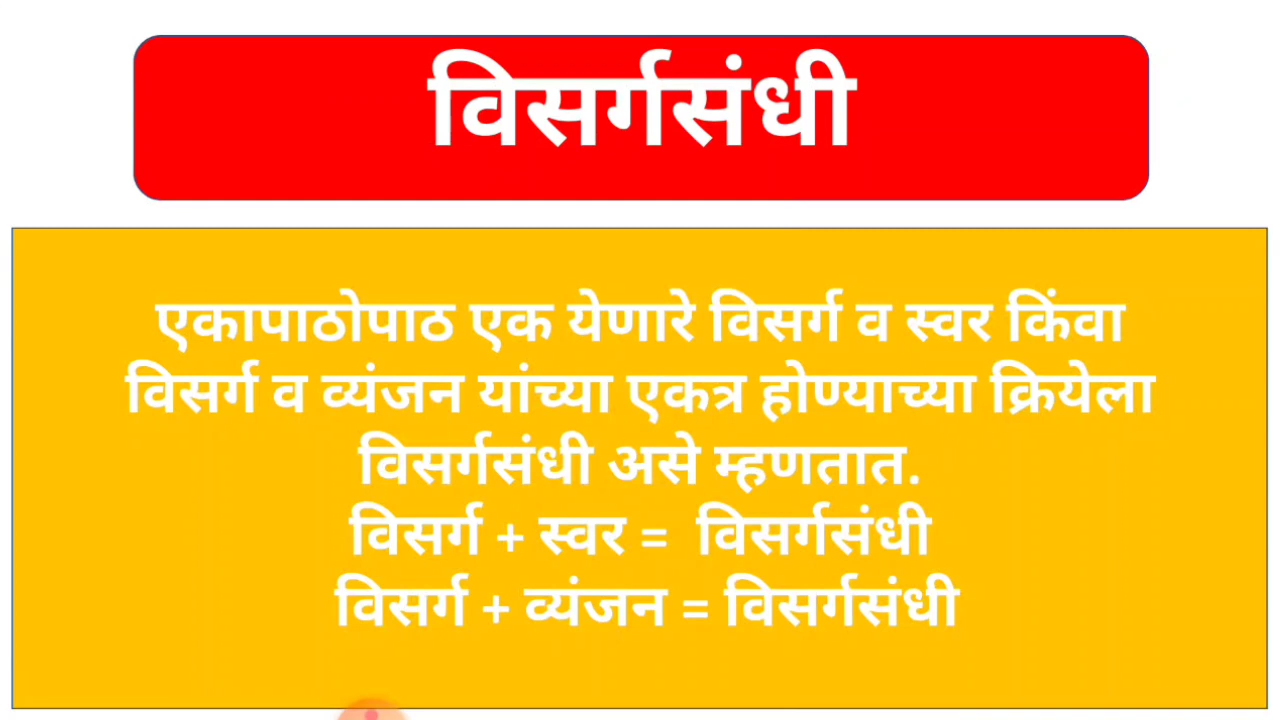 विसर्गसंधी
एकापाठोपाठ एक येणारे विसर्ग व स्वर किंवा
विसर्ग व व्यंजन यांच्या एकत्र होण्याच्या क्रियेला
विसर्गसंधी असे म्हणतात.
विसर्ग + स्वर = विसर्गसंधी
विसर्ग + व्यंजन = विसर्गसंधी